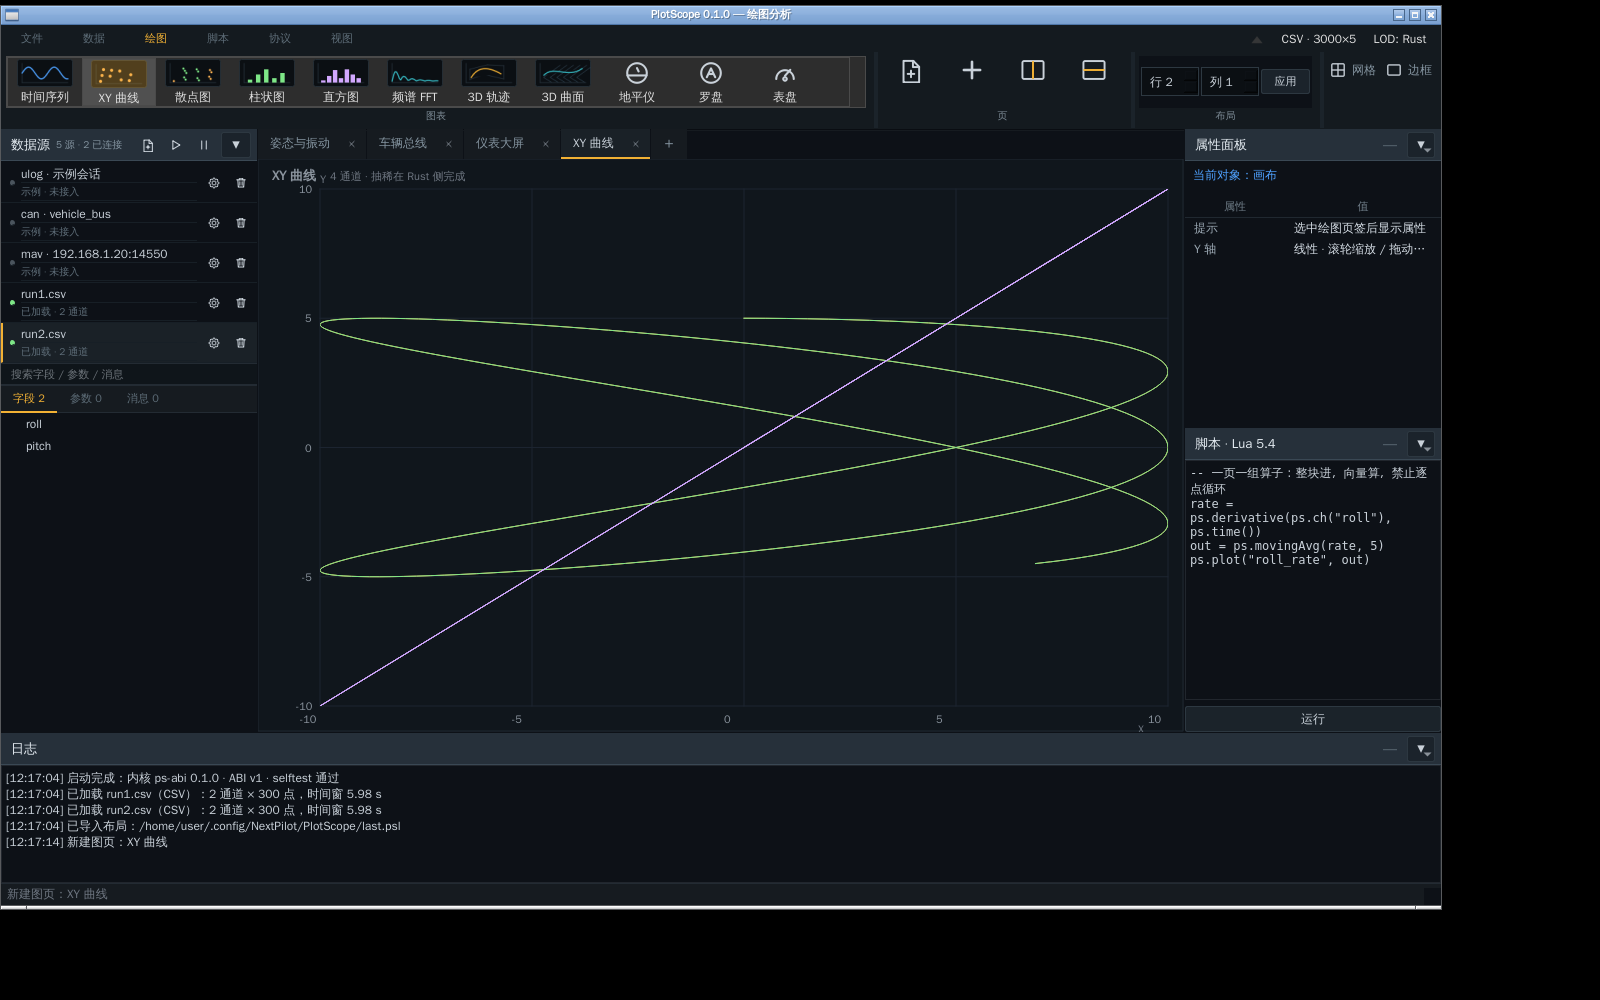 PlotScope 0.1.0 — 绘图分析
文件 数据 绘图 脚本 协议 视图
CSV · 3000×5 LOD: Rust
时间序列 XY 曲线 散点图 柱状图 直方图 频谱 FFT 3D 轨迹 3D 曲面 地平仪 罗盘 表盘
图表
页
行 2 列 1 应用
布局
网格 边框
数据源 5 源 · 2 已连接
ulog · 示例会话
示例 · 未接入
can · vehicle_bus
示例 · 未接入
mav · 192.168.1.20:14550
示例 · 未接入
run1.csv
已加载 · 2 通道
run2.csv
已加载 · 2 通道
搜索字段 / 参数 / 消息
字段 2 参数 0 消息 0
roll
pitch
姿态与振动 × 车辆总线 × 仪表大屏 × XY 曲线 × +
XY 曲线 Y 4 通道 · 抽稀在 Rust 侧完成
10
5
0
-5
-10
-10 -5 0 5 10
X
属性面板
当前对象：画布
属性 值
提示 选中绘图页签后显示属性
Y 轴 线性 · 滚轮缩放 / 拖动…
脚本 · Lua 5.4
-- 一页一组算子：整块进, 向量算, 禁止逐
点循环
rate =
ps.derivative(ps.ch("roll"),
ps.time())
out = ps.movingAvg(rate, 5)
ps.plot("roll_rate", out)
运行
日志
[12:17:04] 启动完成：内核 ps-abi 0.1.0 · ABI v1 · selftest 通过
[12:17:04] 已加载 run1.csv（CSV）：2 通道 × 300 点，时间窗 5.98 s
[12:17:04] 已加载 run2.csv（CSV）：2 通道 × 300 点，时间窗 5.98 s
[12:17:04] 已导入布局：/home/user/.config/NextPilot/PlotScope/last.psl
[12:17:14] 新建图页：XY 曲线
新建图页：XY 曲线